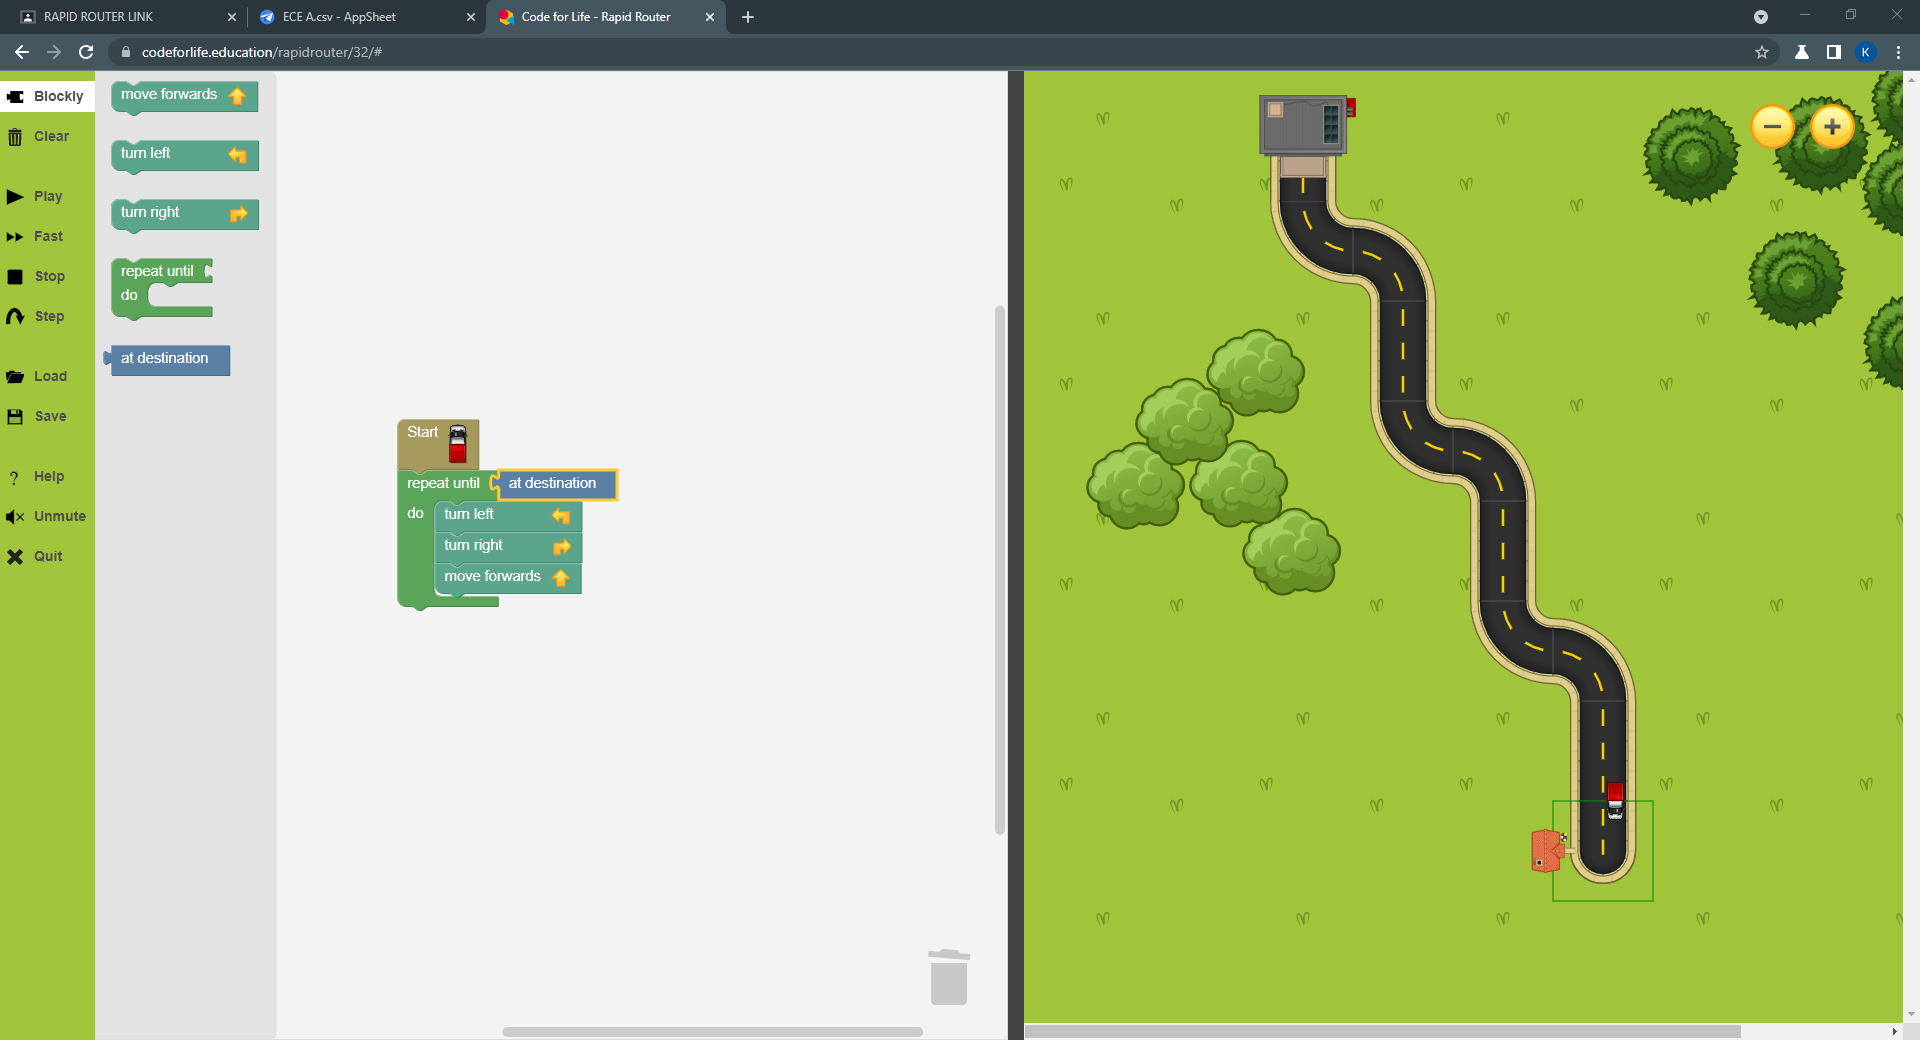 RAPID ROUTER LINK
ECE A.csv - AppSheet
Code for Life - Rapid Router
codeforlife.education/rapidrouter/32/#
K
Blockly
Clear
Play
Fast
Stop
Step
Load
Save
Help
Unmute
Quit
move forwards
turn left
turn right
repeat until
do
at destination
Start
repeat until at destination
do turn left
turn right
move forwards